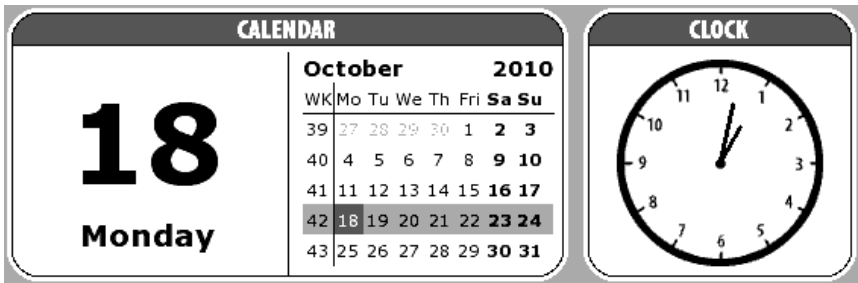 CALENDAR
18
Monday
October 2010
WK Mo Tu We Th Fri Sa Su
39 27 28 29 30 1 2 3
40 4 5 6 7 8 9 10
41 11 12 13 14 15 16 17
42 18 19 20 21 22 23 24
43 25 26 27 28 29 30 31
CLOCK
12
1
2
3
4
5
6
7
8
9
10
11